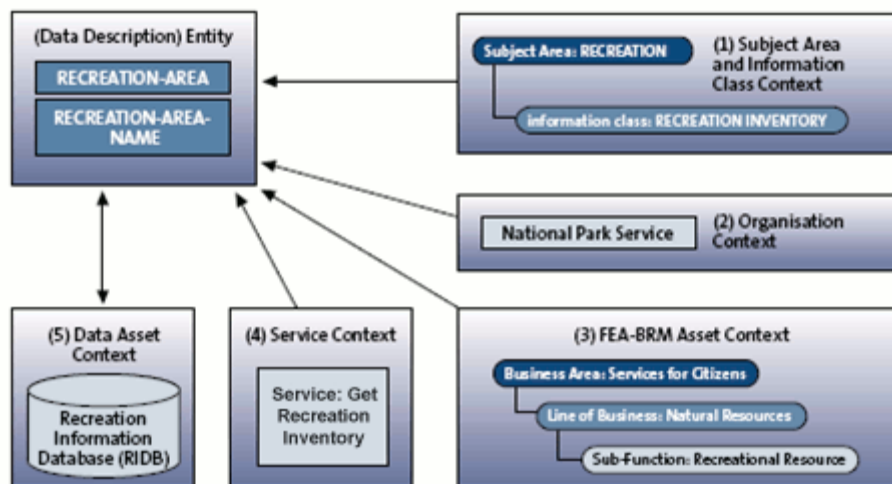 (Data Description) Entity
RECREATION-AREA
RECREATION-AREA-
NAME
Subject Area: RECREATION
information class: RECREATION INVENTORY
(1) Subject Area
and Information
Class Context
National Park Service
(2) Organisation
Context
(5) Data Asset
Context
Recreation
Information
Database (RIDB)
(4) Service Context
Service: Get
Recreation
Inventory
(3) FEA-BRM Asset Context
Business Area: Services for Citizens
Line of Business: Natural Resources
Sub-Function: Recreational Resource